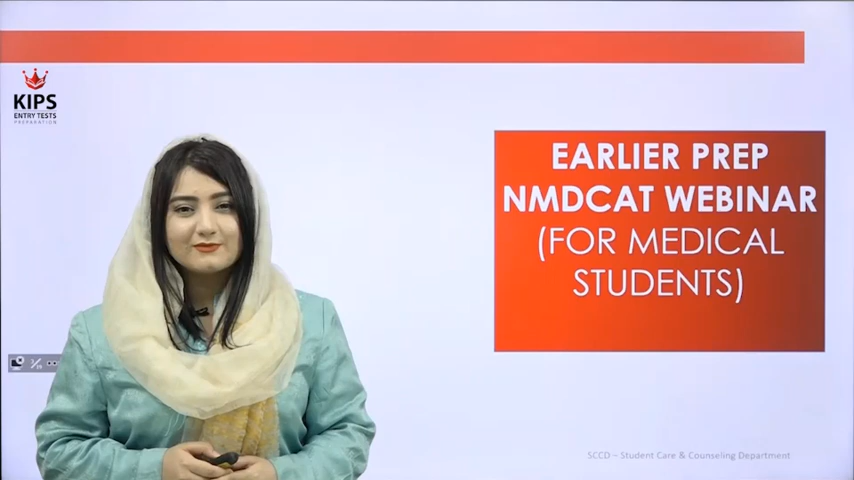 KIPS
ENTRY TESTS
PREPARATION
EARLIER PREP
NMDCAT WEBINAR
(FOR MEDICAL
STUDENTS)
SCCD – Student Care & Counseling Department